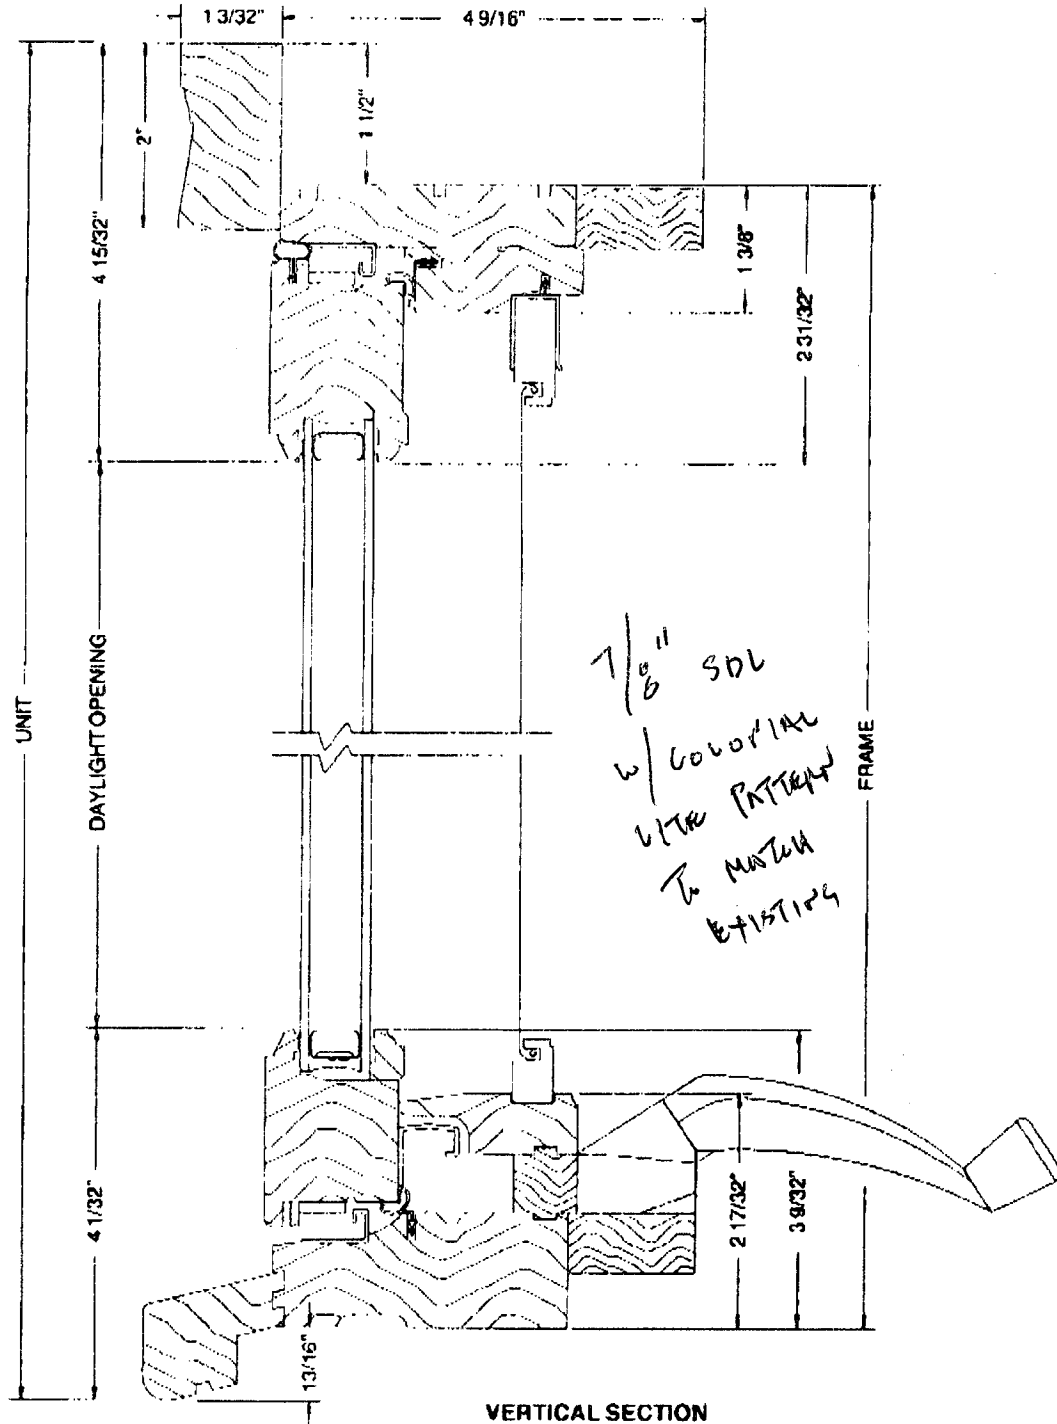 1 3/32"
4 9/16"
2"
1 1/2"
4 15/32"
1 3/8"
2 31/32"
UNIT
DAYLIGHT OPENING
FRAME
7/8" SDL
W/ COLONIAL
LITE PATTERN
TO MATCH
EXISTING
4 1/32"
2 17/32"
3 9/32"
13/16"
VERTICAL SECTION